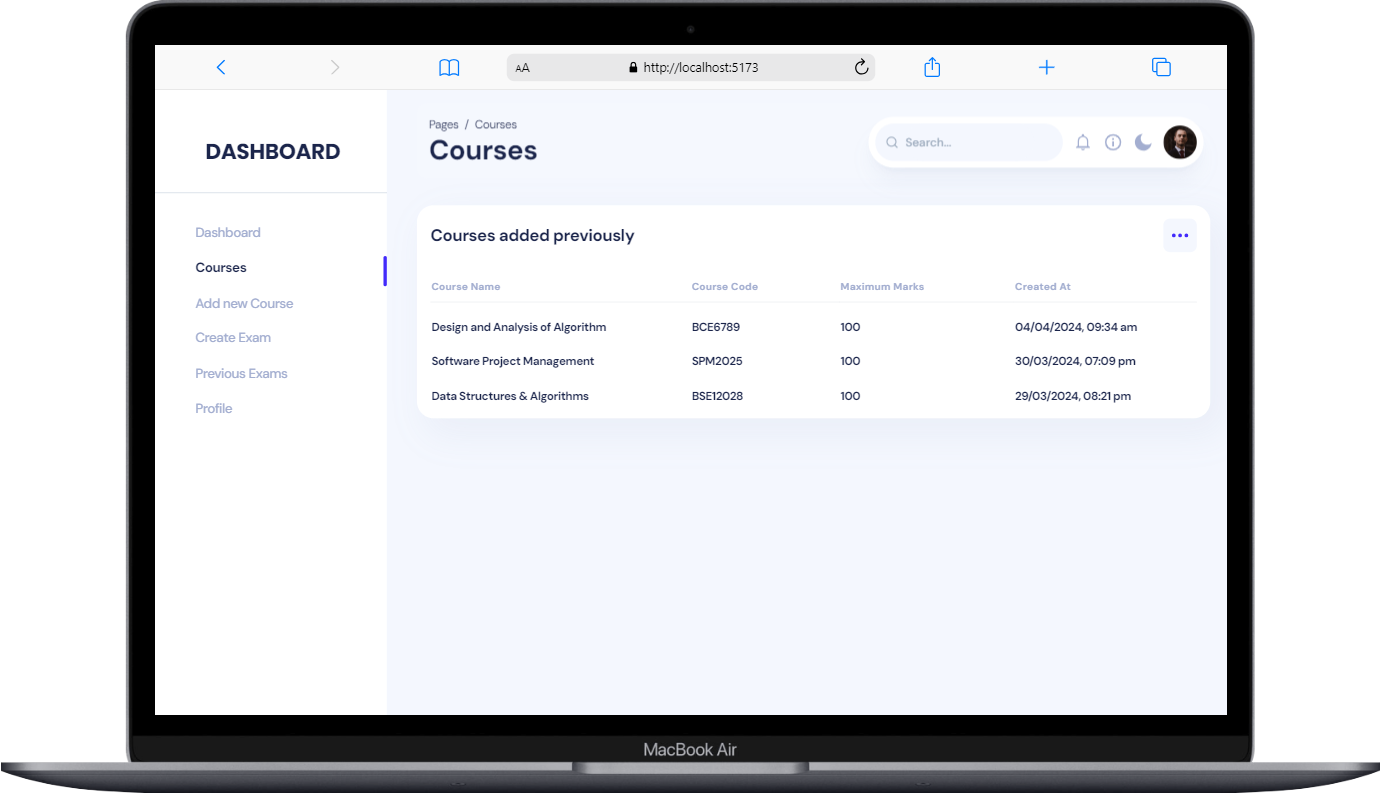 AA http://localhost:5173
DASHBOARD
Dashboard
Courses
Add new Course
Create Exam
Previous Exams
Profile
Pages / Courses
Courses
Search...
Courses added previously
Course Name Course Code Maximum Marks Created At
Design and Analysis of Algorithm BCE6789 100 04/04/2024, 09:34 am
Software Project Management SPM2025 100 30/03/2024, 07:09 pm
Data Structures & Algorithms BSE12028 100 29/03/2024, 08:21 pm
MacBook Air